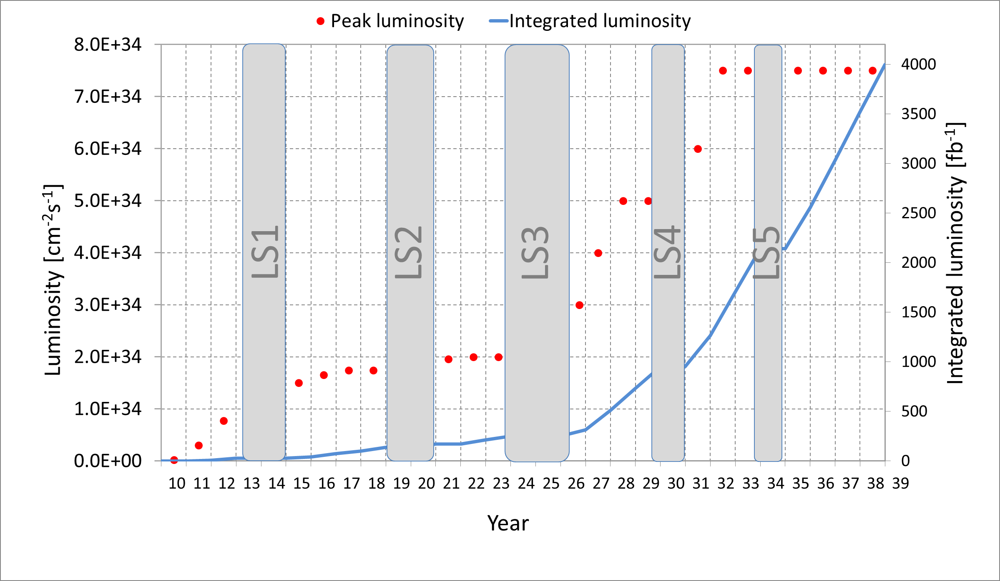 Peak luminosity Integrated luminosity
8.0E+34
7.0E+34
6.0E+34
5.0E+34
4.0E+34
3.0E+34
2.0E+34
1.0E+34
0.0E+00
Luminosity [cm-2s-1]
LS1
LS2
LS3
LS4
LS5
4000
3500
3000
2500
2000
1500
1000
500
0
Integrated luminosity [fb-1]
10 11 12 13 14 15 16 17 18 19 20 21 22 23 24 25 26 27 28 29 30 31 32 33 34 35 36 37 38 39
Year